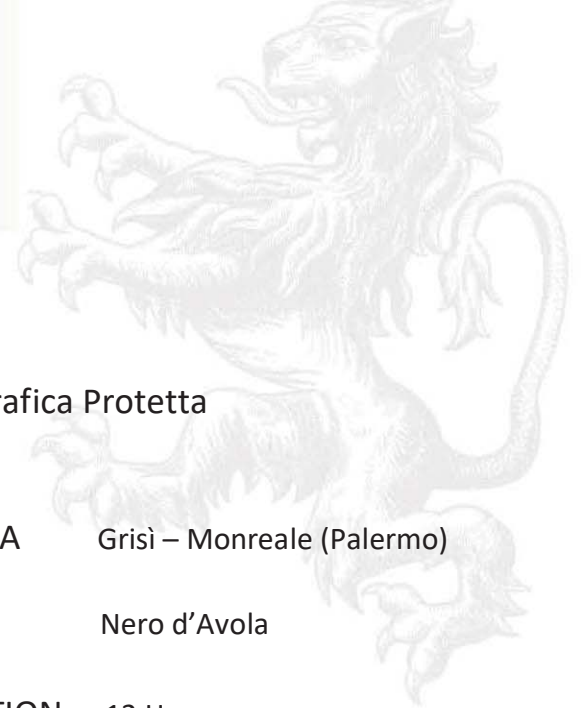 rafica Protetta
A Grisì – Monreale (Palermo)
Nero d’Avola